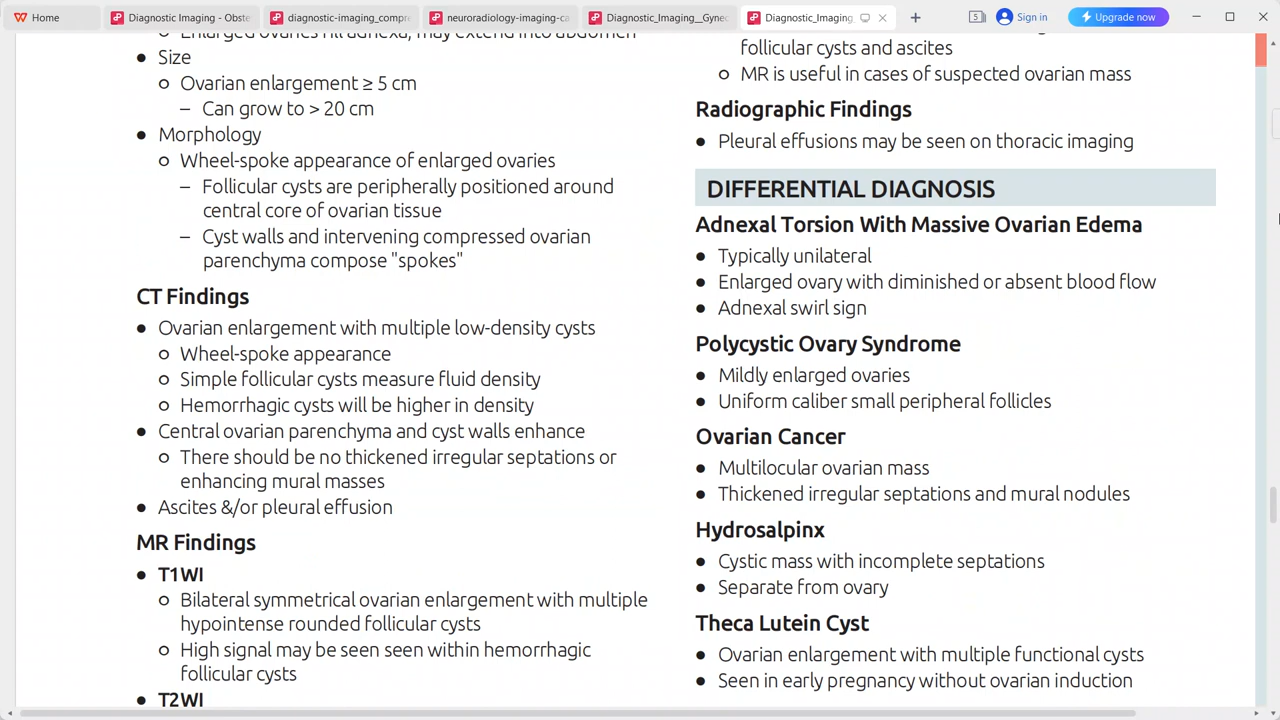 Home
Diagnostic Imaging - Obste
diagnostic-imaging_compre
neuroradiology-imaging-ca
Diagnostic_Imaging__Gynec
Diagnostic_Imaging_
5
Sign in
Upgrade now
Enlarged ovaries fill adnexa, may extend into abdomen
● Size
○ Ovarian enlargement ≥ 5 cm
– Can grow to > 20 cm
● Morphology
○ Wheel-spoke appearance of enlarged ovaries
– Follicular cysts are peripherally positioned around
central core of ovarian tissue
– Cyst walls and intervening compressed ovarian
parenchyma compose "spokes"
CT Findings
● Ovarian enlargement with multiple low-density cysts
○ Wheel-spoke appearance
○ Simple follicular cysts measure fluid density
○ Hemorrhagic cysts will be higher in density
● Central ovarian parenchyma and cyst walls enhance
○ There should be no thickened irregular septations or
enhancing mural masses
● Ascites &/or pleural effusion
MR Findings
● T1WI
○ Bilateral symmetrical ovarian enlargement with multiple
hypointense rounded follicular cysts
○ High signal may be seen seen within hemorrhagic
follicular cysts
● T2WI
follicular cysts and ascites
○ MR is useful in cases of suspected ovarian mass
Radiographic Findings
● Pleural effusions may be seen on thoracic imaging
DIFFERENTIAL DIAGNOSIS
Adnexal Torsion With Massive Ovarian Edema
● Typically unilateral
● Enlarged ovary with diminished or absent blood flow
● Adnexal swirl sign
Polycystic Ovary Syndrome
● Mildly enlarged ovaries
● Uniform caliber small peripheral follicles
Ovarian Cancer
● Multilocular ovarian mass
● Thickened irregular septations and mural nodules
Hydrosalpinx
● Cystic mass with incomplete septations
● Separate from ovary
Theca Lutein Cyst
● Ovarian enlargement with multiple functional cysts
● Seen in early pregnancy without ovarian induction